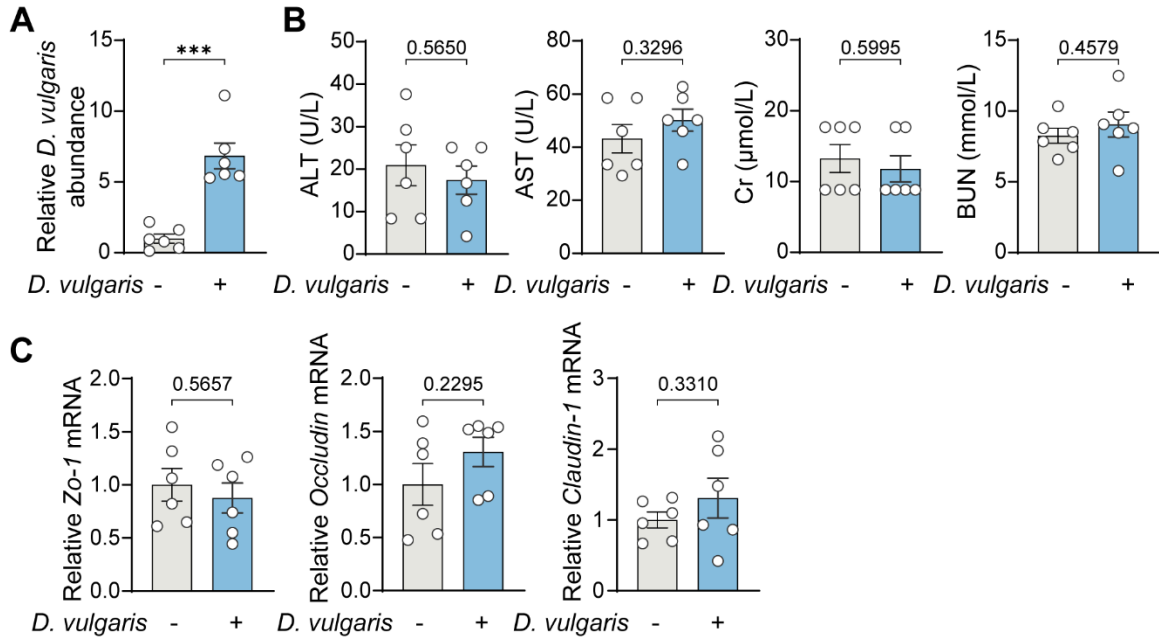 A
Relative D. vulgaris
abundance
15
10
5
0
***
D. vulgaris - +
B
ALT (U/L)
50
40
30
20
10
0
0.5650
D. vulgaris - +
AST (U/L)
80
60
40
20
0
0.3296
D. vulgaris - +
Cr (μmol/L)
30
20
10
0
0.5995
D. vulgaris - +
BUN (mmol/L)
15
10
5
0
0.4579
D. vulgaris - +
C
Relative Zo-1 mRNA
2.0
1.5
1.0
0.5
0.0
0.5657
D. vulgaris - +
Relative Occludin mRNA
2.0
1.5
1.0
0.5
0.0
0.2295
D. vulgaris - +
Relative Claudin-1 mRNA
3
2
1
0
0.3310
D. vulgaris - +